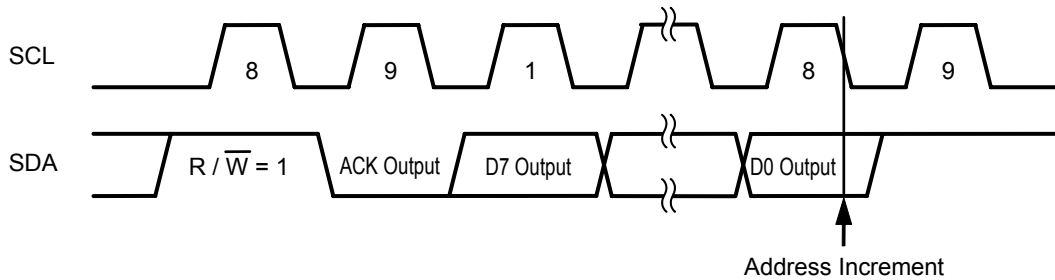 SCL
8 9 1 8 9
SDA
R / W̅ = 1 ACK Output D7 Output D0 Output
Address Increment